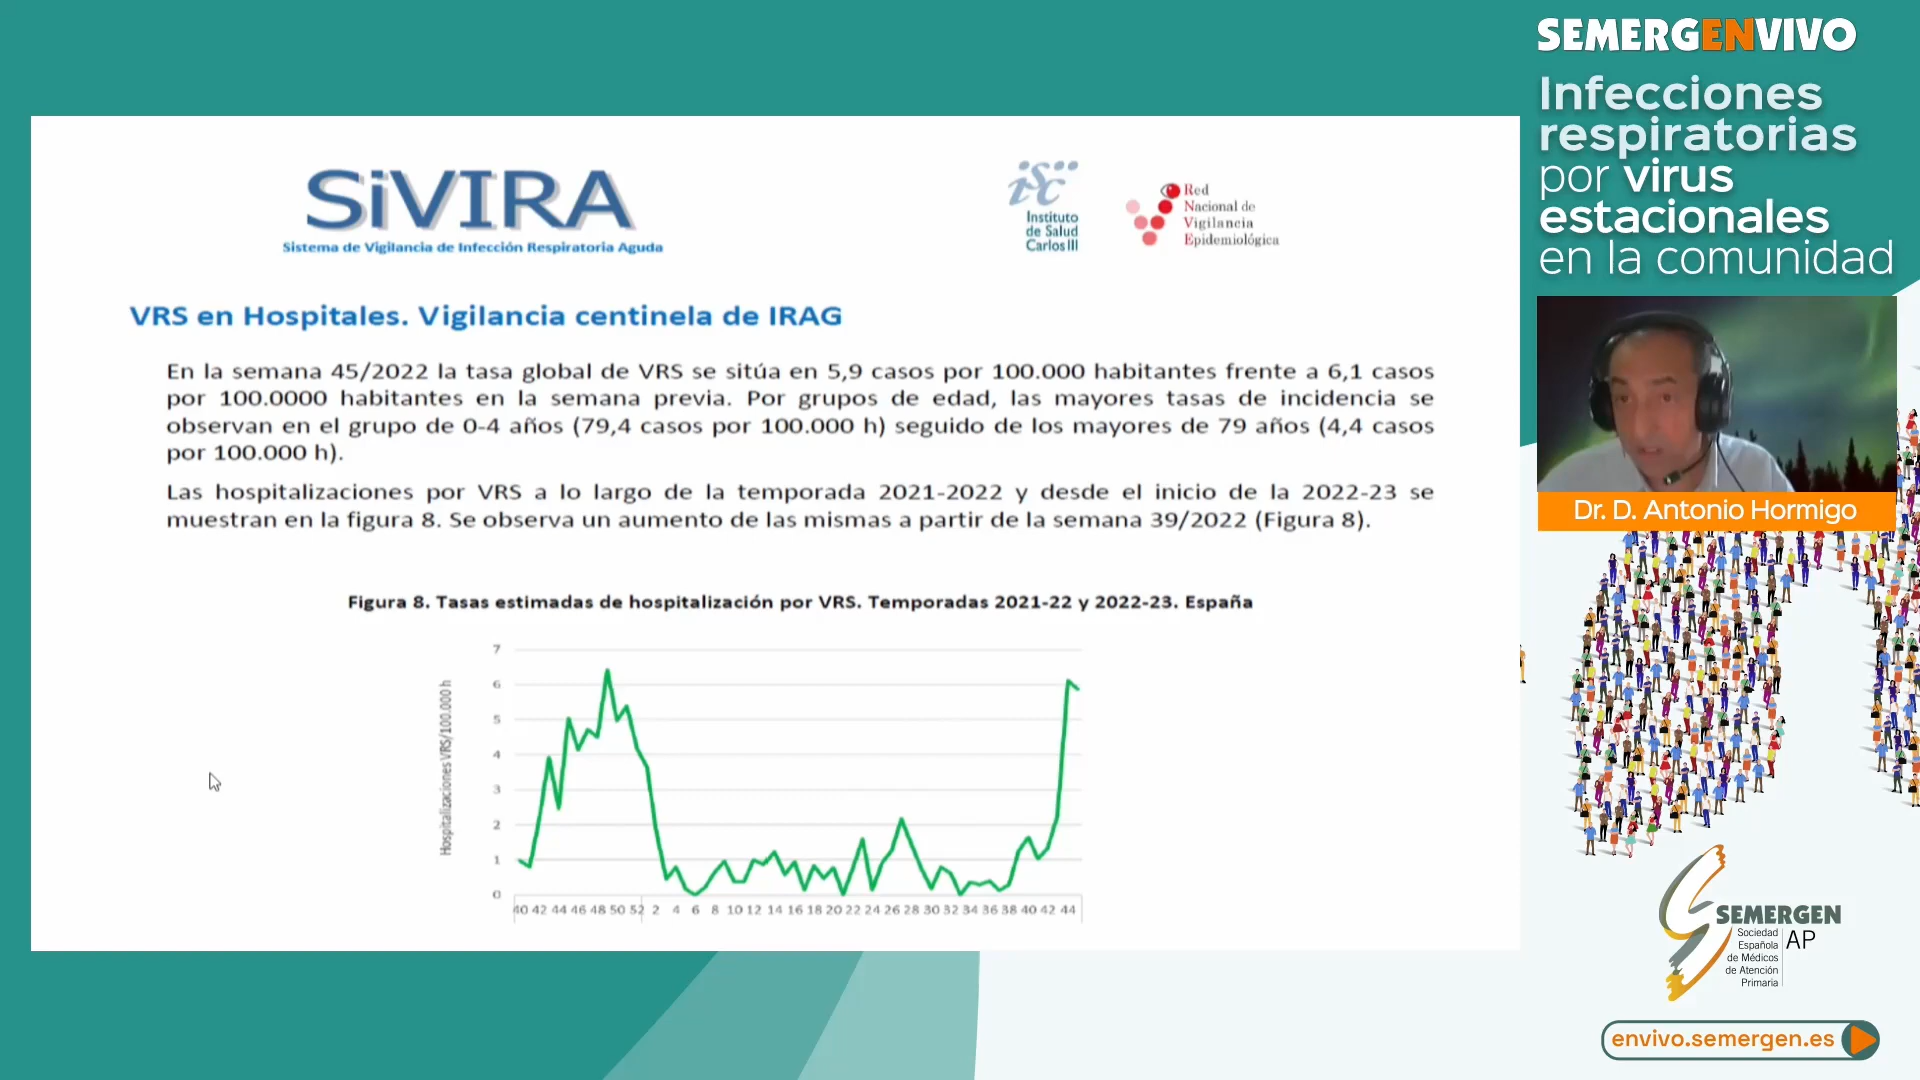 SEMERGENVIVO
Infecciones
respiratorias
por virus
estacionales
en la comunidad
SiVIRA
Sistema de Vigilancia de Infección Respiratoria Aguda
isc
Instituto
de Salud
Carlos III
Red
Nacional de
Vigilancia
Epidemiológica
VRS en Hospitales. Vigilancia centinela de IRAG
En la semana 45/2022 la tasa global de VRS se sitúa en 5,9 casos por 100.000 habitantes frente a 6,1 casos
por 100.0000 habitantes en la semana previa. Por grupos de edad, las mayores tasas de incidencia se
observan en el grupo de 0-4 años (79,4 casos por 100.000 h) seguido de los mayores de 79 años (4,4 casos
por 100.000 h).
Las hospitalizaciones por VRS a lo largo de la temporada 2021-2022 y desde el inicio de la 2022-23 se
muestran en la figura 8. Se observa un aumento de las mismas a partir de la semana 39/2022 (Figura 8).
Figura 8. Tasas estimadas de hospitalización por VRS. Temporadas 2021-22 y 2022-23. España
Hospitalizaciones VRS/100.000 h
7
6
5
4
3
2
1
0
40 42 44 46 48 50 52 2 4 6 8 10 12 14 16 18 20 22 24 26 28 30 32 34 36 38 40 42 44
Dr. D. Antonio Hormigo
SEMERGEN
Sociedad
Española
de Médicos
de Atención
Primaria
AP
envivo.semergen.es